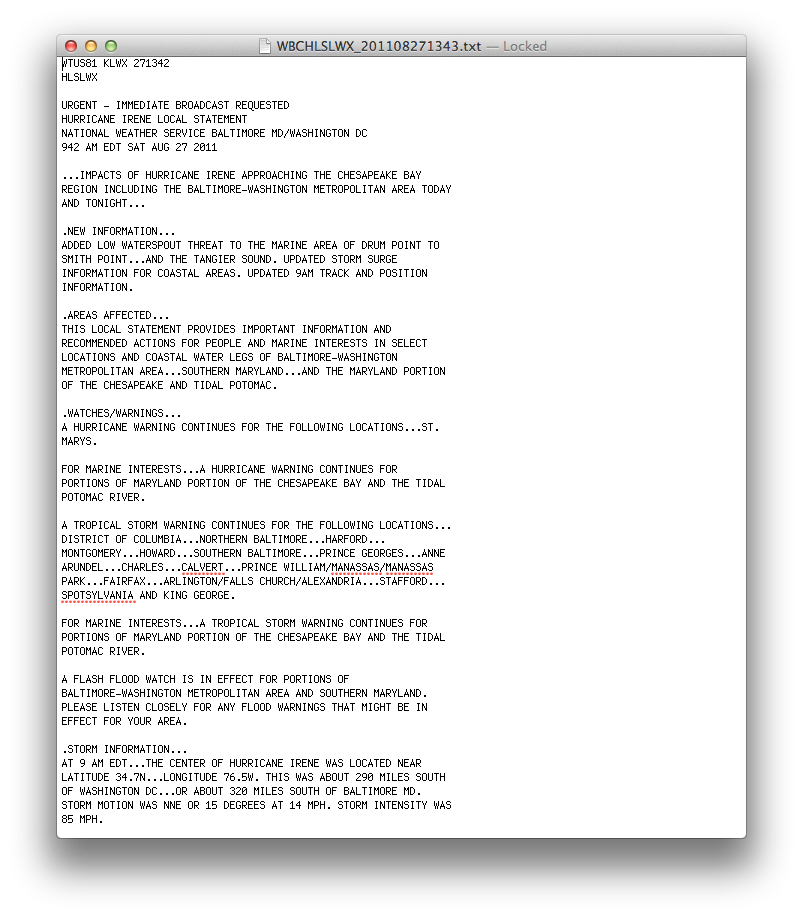 WBCHLSLWX_201108271343.txt — Locked
WTUS81 KLWX 271342
HLSLWX
URGENT - IMMEDIATE BROADCAST REQUESTED
HURRICANE IRENE LOCAL STATEMENT
NATIONAL WEATHER SERVICE BALTIMORE MD/WASHINGTON DC
942 AM EDT SAT AUG 27 2011
...IMPACTS OF HURRICANE IRENE APPROACHING THE CHESAPEAKE BAY
REGION INCLUDING THE BALTIMORE-WASHINGTON METROPOLITAN AREA TODAY
AND TONIGHT...
.NEW INFORMATION...
ADDED LOW WATERSPOUT THREAT TO THE MARINE AREA OF DRUM POINT TO
SMITH POINT...AND THE TANGIER SOUND. UPDATED STORM SURGE
INFORMATION FOR COASTAL AREAS. UPDATED 9AM TRACK AND POSITION
INFORMATION.
.AREAS AFFECTED...
THIS LOCAL STATEMENT PROVIDES IMPORTANT INFORMATION AND
RECOMMENDED ACTIONS FOR PEOPLE AND MARINE INTERESTS IN SELECT
LOCATIONS AND COASTAL WATER LEGS OF BALTIMORE-WASHINGTON
METROPOLITAN AREA...SOUTHERN MARYLAND...AND THE MARYLAND PORTION
OF THE CHESAPEAKE AND TIDAL POTOMAC.
.WATCHES/WARNINGS...
A HURRICANE WARNING CONTINUES FOR THE FOLLOWING LOCATIONS...ST.
MARYS.
FOR MARINE INTERESTS...A HURRICANE WARNING CONTINUES FOR
PORTIONS OF MARYLAND PORTION OF THE CHESAPEAKE BAY AND THE TIDAL
POTOMAC RIVER.
A TROPICAL STORM WARNING CONTINUES FOR THE FOLLOWING LOCATIONS...
DISTRICT OF COLUMBIA...NORTHERN BALTIMORE...HARFORD...
MONTGOMERY...HOWARD...SOUTHERN BALTIMORE...PRINCE GEORGES...ANNE
ARUNDEL...CHARLES...CALVERT...PRINCE WILLIAM/MANASSAS/MANASSAS
PARK...FAIRFAX...ARLINGTON/FALLS CHURCH/ALEXANDRIA...STAFFORD...
SPOTSYLVANIA AND KING GEORGE.
FOR MARINE INTERESTS...A TROPICAL STORM WARNING CONTINUES FOR
PORTIONS OF MARYLAND PORTION OF THE CHESAPEAKE BAY AND THE TIDAL
POTOMAC RIVER.
A FLASH FLOOD WATCH IS IN EFFECT FOR PORTIONS OF
BALTIMORE-WASHINGTON METROPOLITAN AREA AND SOUTHERN MARYLAND.
PLEASE LISTEN CLOSELY FOR ANY FLOOD WARNINGS THAT MIGHT BE IN
EFFECT FOR YOUR AREA.
.STORM INFORMATION...
AT 9 AM EDT...THE CENTER OF HURRICANE IRENE WAS LOCATED NEAR
LATITUDE 34.7N...LONGITUDE 76.5W. THIS WAS ABOUT 290 MILES SOUTH
OF WASHINGTON DC...OR ABOUT 320 MILES SOUTH OF BALTIMORE MD.
STORM MOTION WAS NNE OR 15 DEGREES AT 14 MPH. STORM INTENSITY WAS
85 MPH.